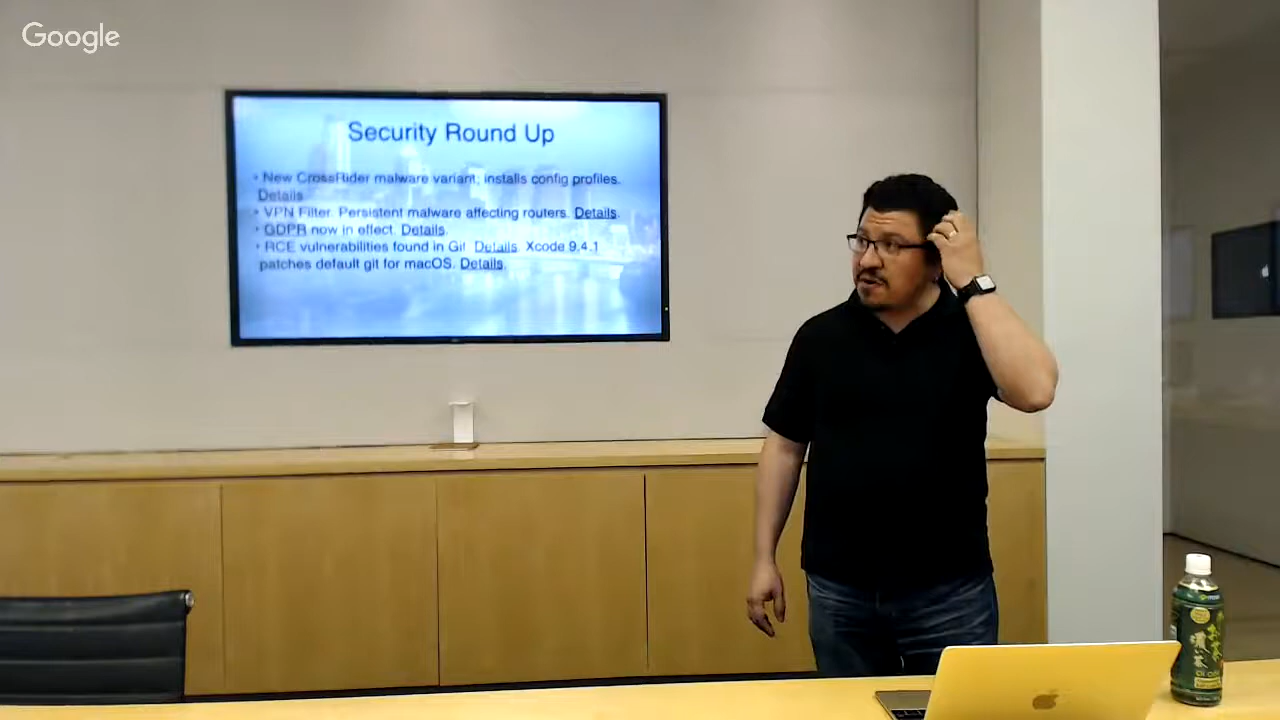 Google
Security Round Up
• New CrossRider malware variant; installs config profiles.
Details
• VPN Filter. Persistent malware affecting routers. Details.
• GDPR now in effect. Details.
• RCE vulnerabilities found in Git. Details. Xcode 9.4.1
patches default git for macOS. Details.